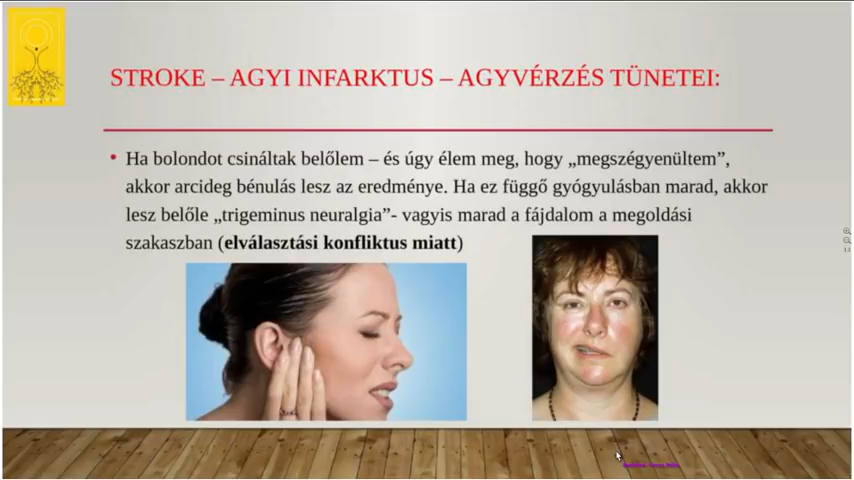 STROKE – AGYI INFARKTUS – AGYVÉRZÉS TÜNETEI:
• Ha bolondot csináltak belőlem – és úgy élem meg, hogy „megszégyenültem”,
akkor arcideg bénulás lesz az eredménye. Ha ez függő gyógyulásban marad, akkor
lesz belőle „trigeminus neuralgia”- vagyis marad a fájdalom a megoldási
szakaszban (elválasztási konfliktus miatt)